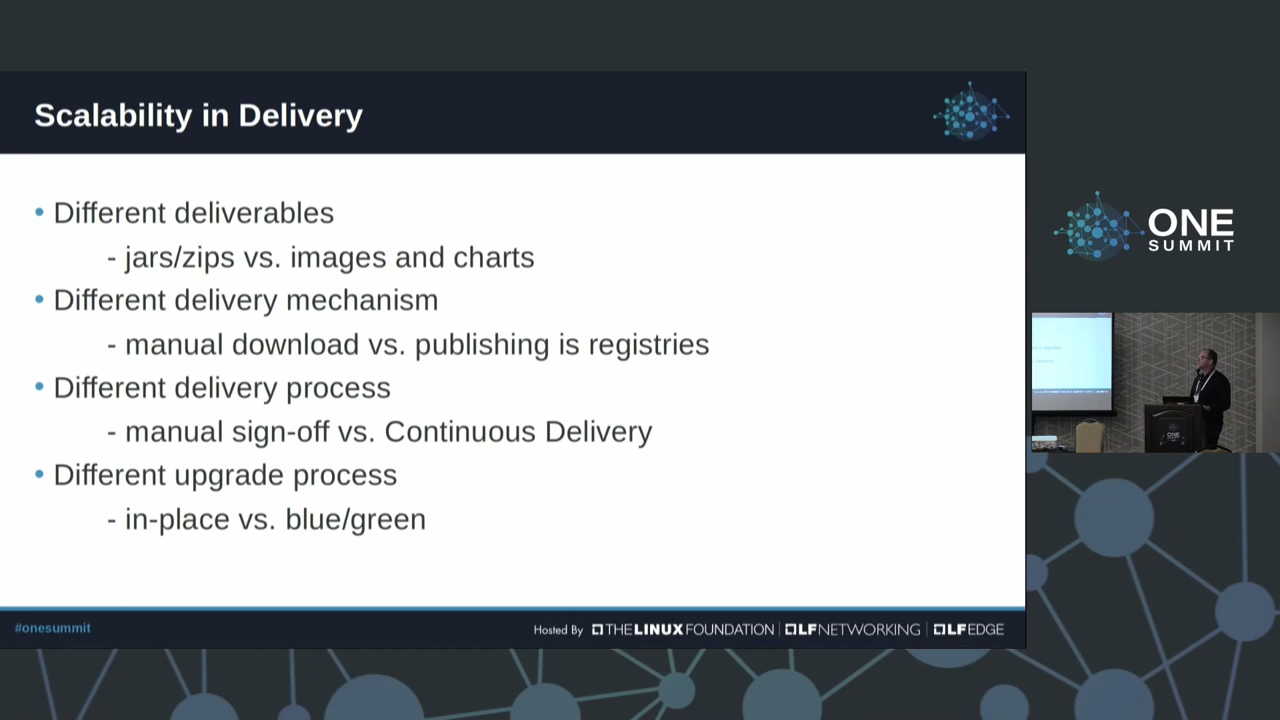 Scalability in Delivery
• Different deliverables
- jars/zips vs. images and charts
• Different delivery mechanism
- manual download vs. publishing is registries
• Different delivery process
- manual sign-off vs. Continuous Delivery
• Different upgrade process
- in-place vs. blue/green
#onesummit
Hosted By THE LINUX FOUNDATION LF NETWORKING LF EDGE
ONE
SUMMIT
ONE